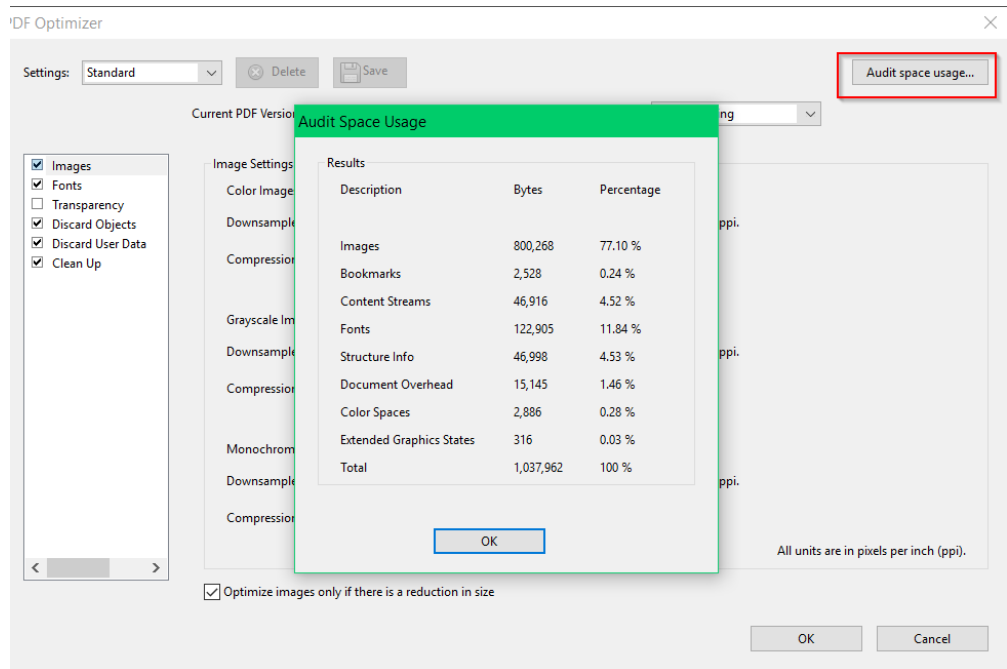 PDF Optimizer
Settings: Standard Delete Save Audit space usage...
Current PDF Version
Audit Space Usage
Images
Fonts
Transparency
Discard Objects
Discard User Data
Clean Up
Image Settings
Color Image
Downsample ppi.
Compression
Grayscale Im
Downsample ppi.
Compression
Monochrom
Downsample ppi.
Compression
Results
Description Bytes Percentage
Images 800,268 77.10 %
Bookmarks 2,528 0.24 %
Content Streams 46,916 4.52 %
Fonts 122,905 11.84 %
Structure Info 46,998 4.53 %
Document Overhead 15,145 1.46 %
Color Spaces 2,886 0.28 %
Extended Graphics States 316 0.03 %
Total 1,037,962 100 %
OK
All units are in pixels per inch (ppi).
Optimize images only if there is a reduction in size
OK Cancel